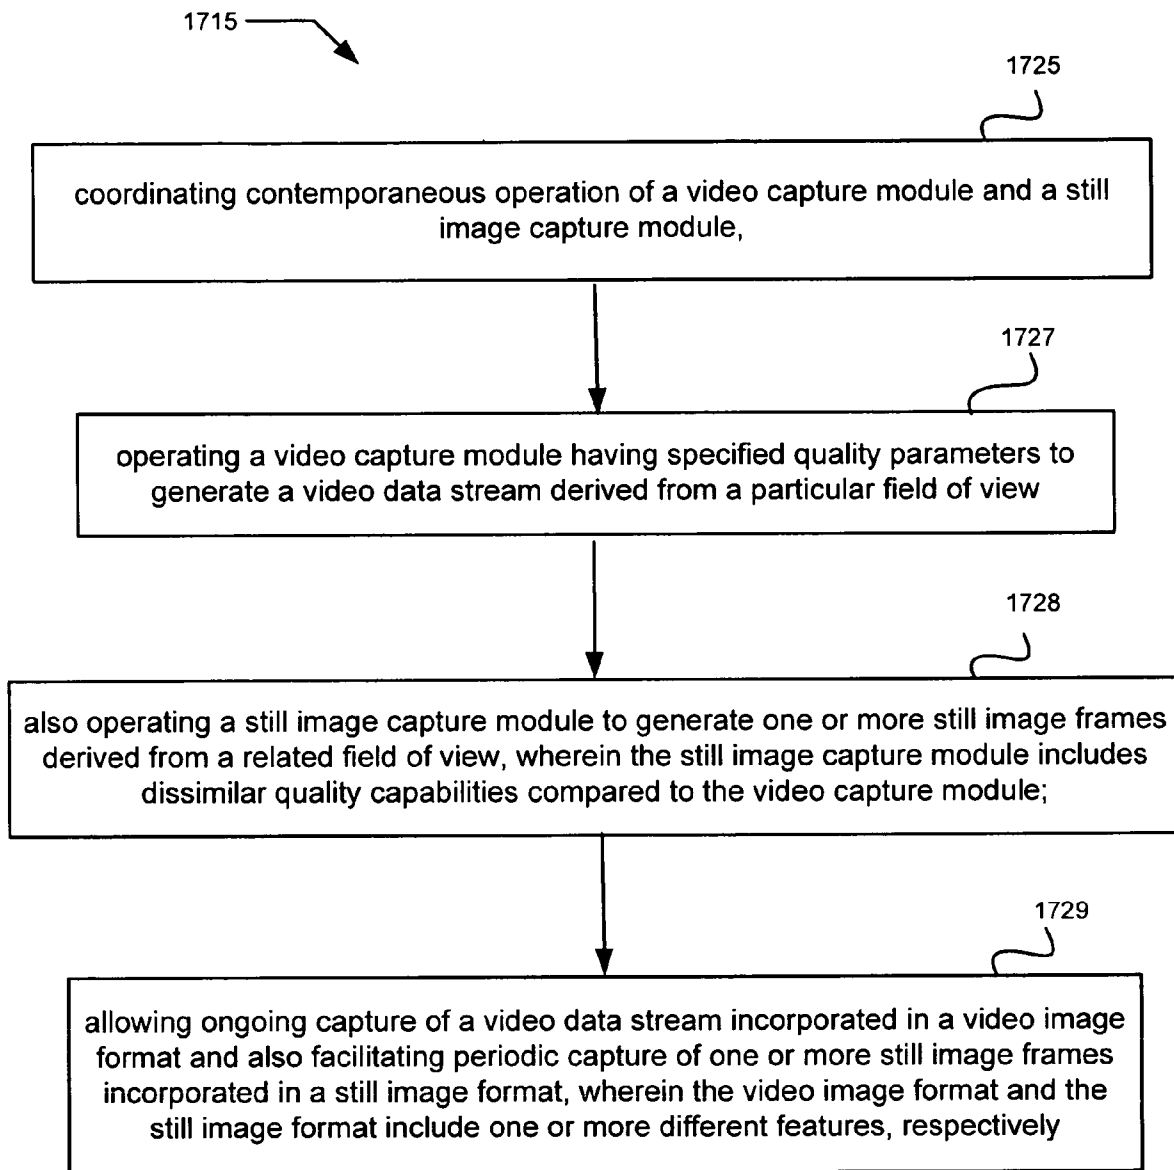 1715
1725
coordinating contemporaneous operation of a video capture module and a still
image capture module,
1727
operating a video capture module having specified quality parameters to
generate a video data stream derived from a particular field of view
1728
also operating a still image capture module to generate one or more still image frames
derived from a related field of view, wherein the still image capture module includes
dissimilar quality capabilities compared to the video capture module;
1729
allowing ongoing capture of a video data stream incorporated in a video image
format and also facilitating periodic capture of one or more still image frames
incorporated in a still image format, wherein the video image format and the
still image format include one or more different features, respectively